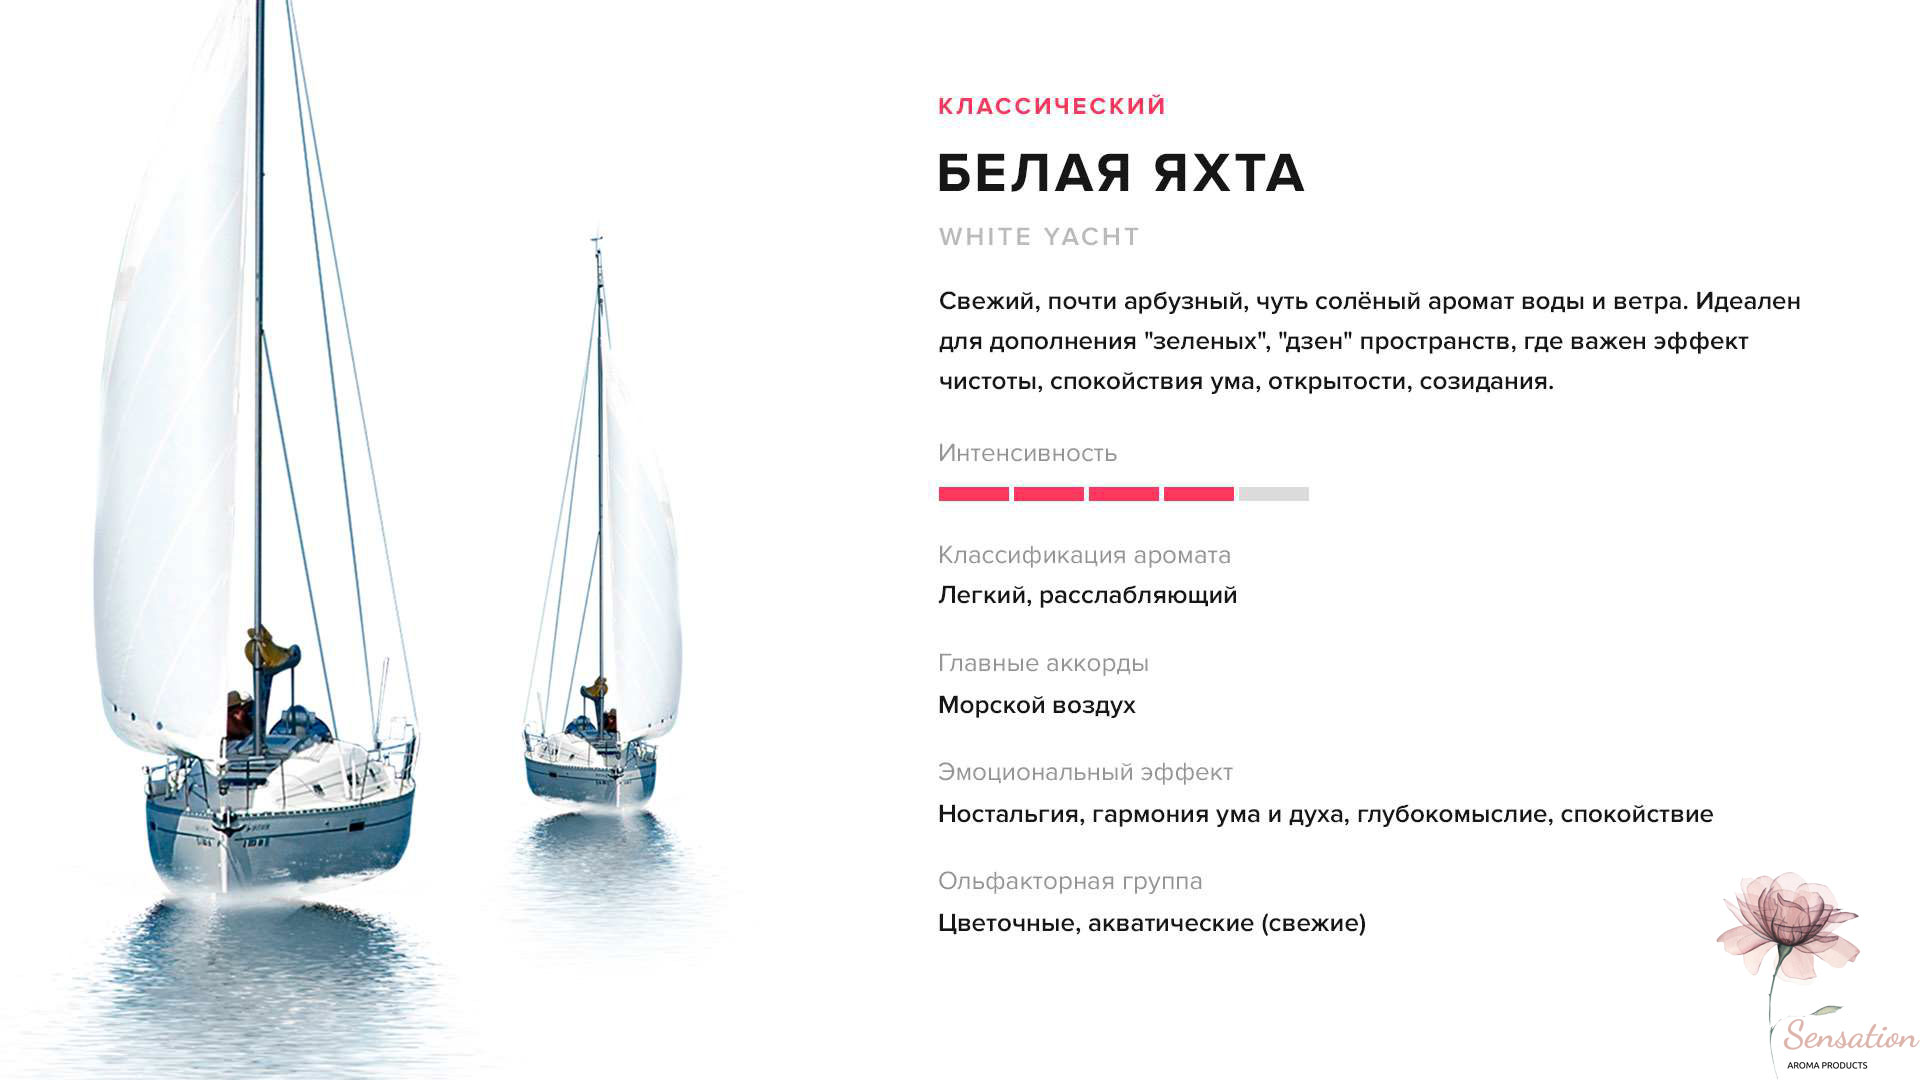 КЛАССИЧЕСКИЙ
БЕЛАЯ ЯХТА
WHITE YACHT
Свежий, почти арбузный, чуть солёный аромат воды и ветра. Идеален
для дополнения "зеленых", "дзен" пространств, где важен эффект
чистоты, спокойствия ума, открытости, созидания.
Интенсивность
Классификация аромата
Легкий, расслабляющий
Главные аккорды
Морской воздух
Эмоциональный эффект
Ностальгия, гармония ума и духа, глубокомыслие, спокойствие
Ольфакторная группа
Цветочные, акватические (свежие)
Sensation
AROMA PRODUCTS